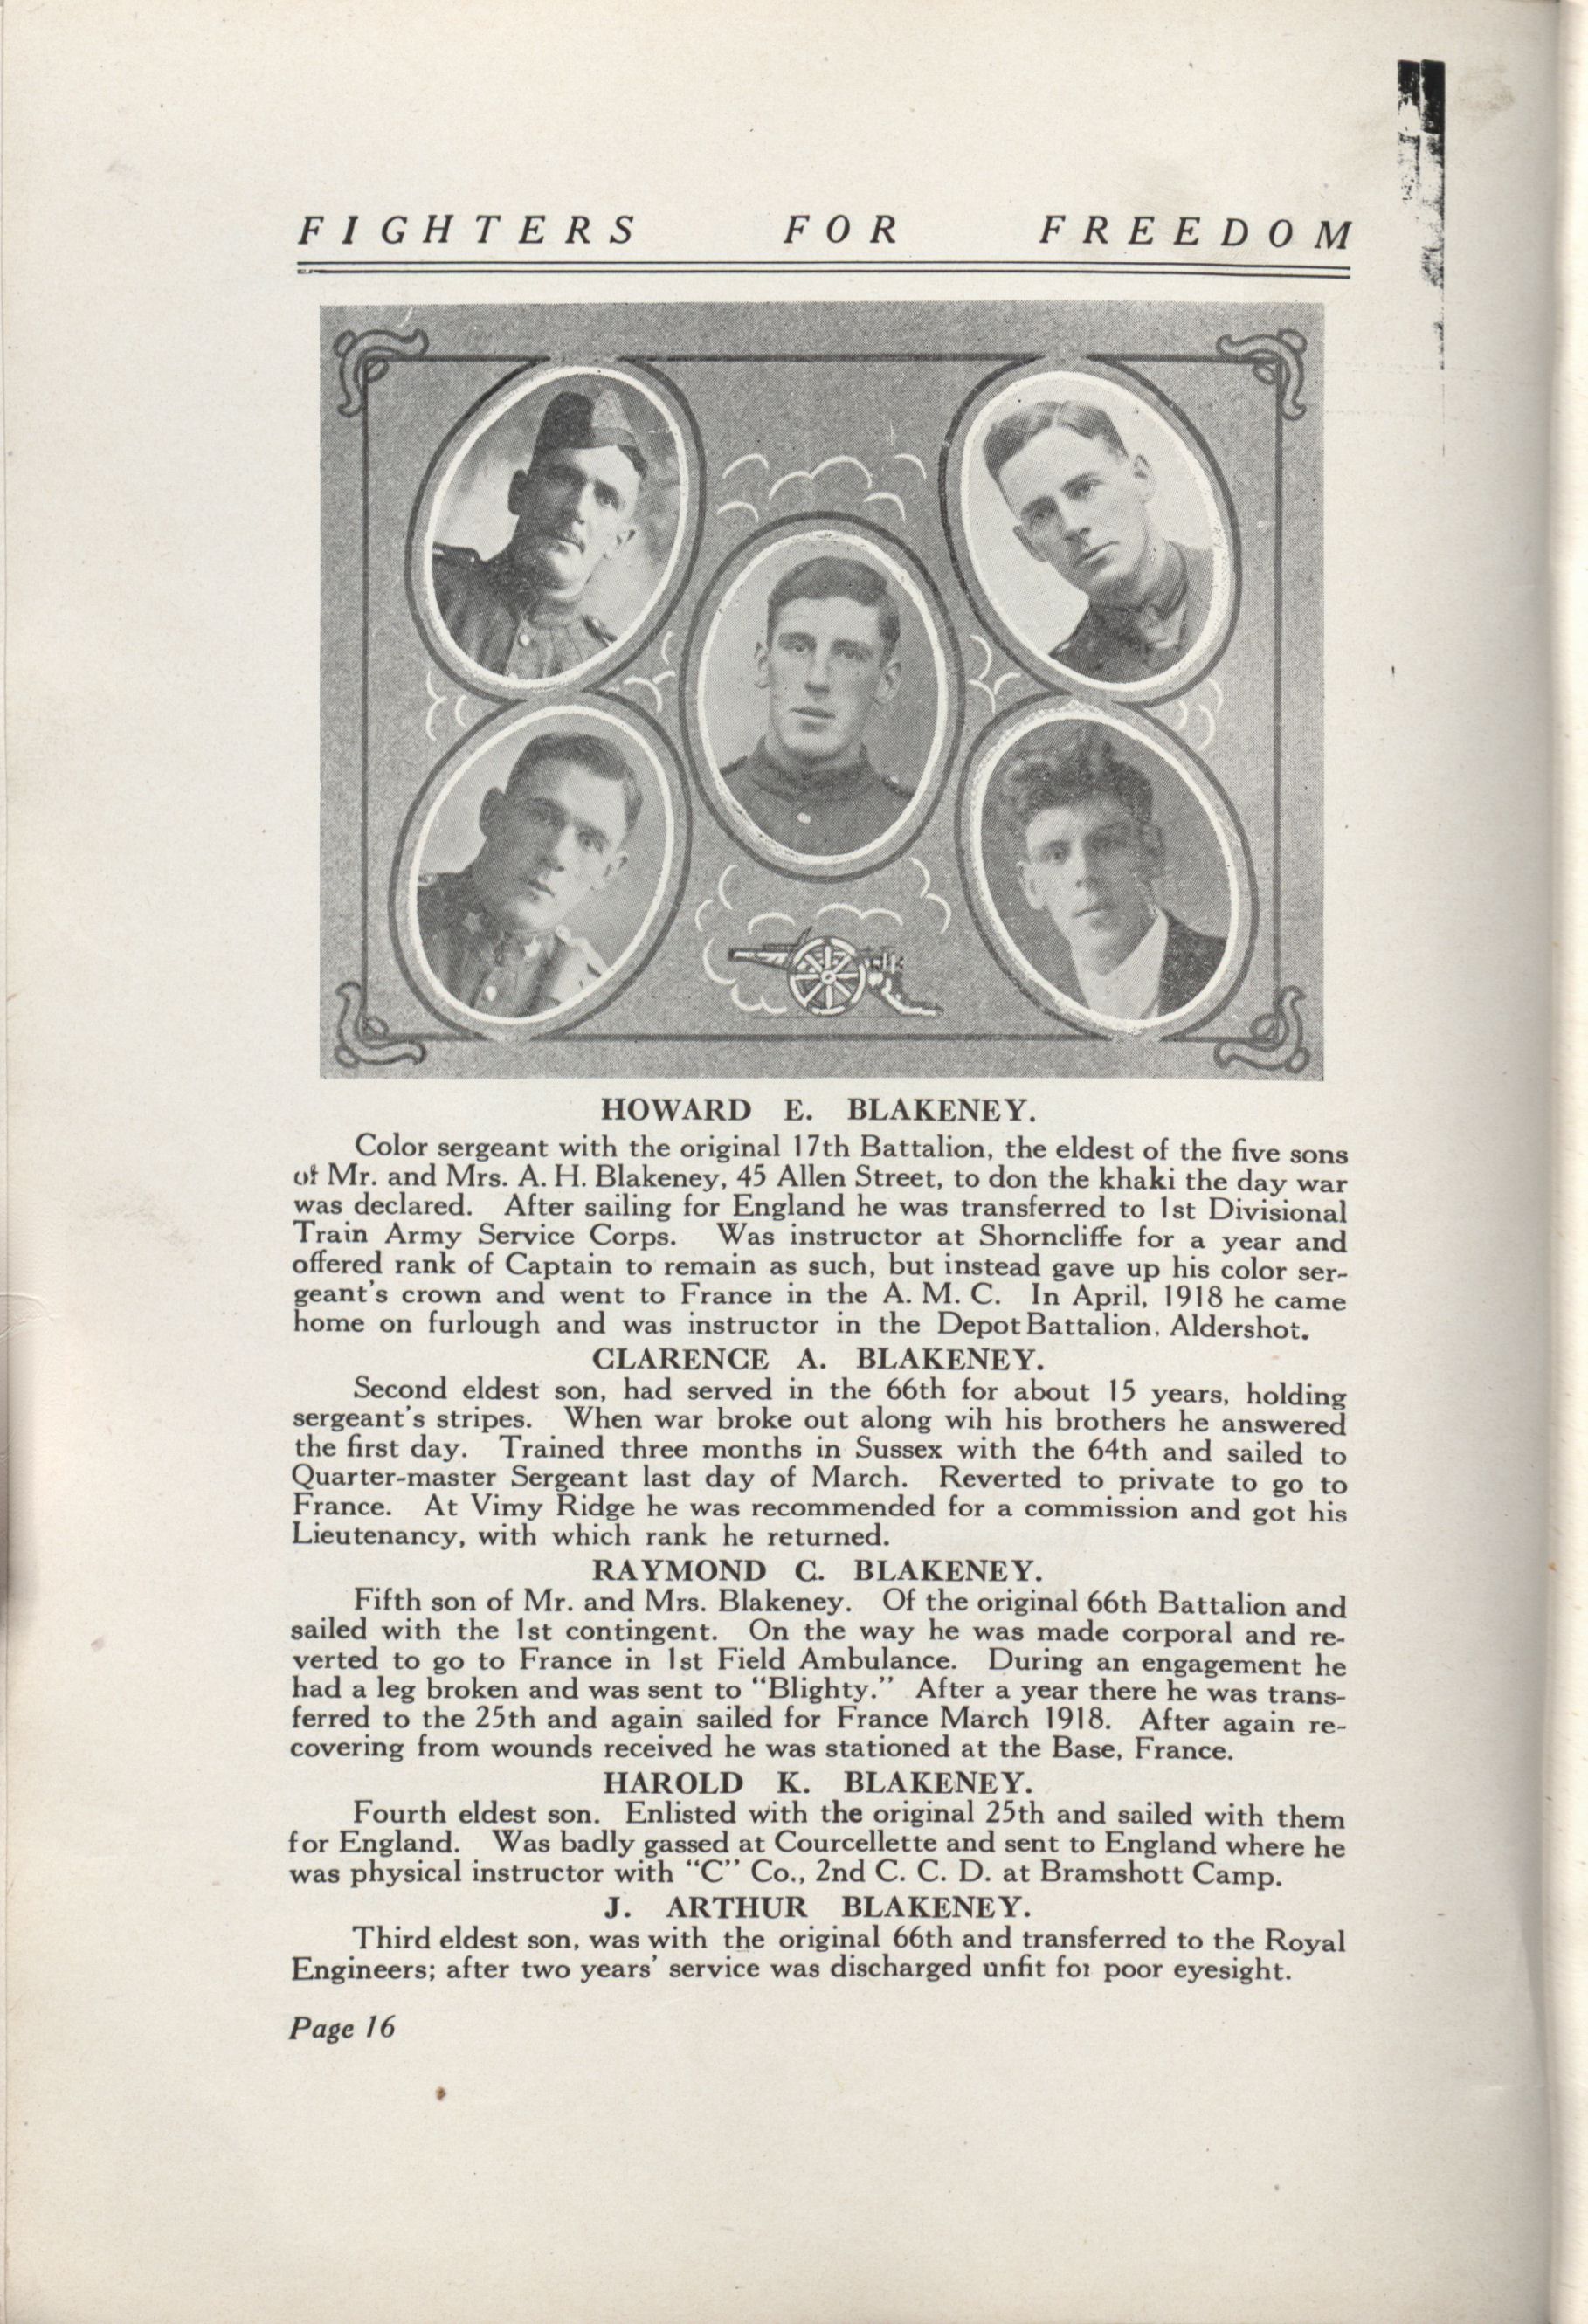 FIGHTERS FOR FREEDOM
HOWARD E. BLAKENEY.
Color sergeant with the original 17th Battalion, the eldest of the five sons
of Mr. and Mrs. A. H. Blakeney, 45 Allen Street, to don the khaki the day war
was declared. After sailing for England he was transferred to 1st Divisional
Train Army Service Corps. Was instructor at Shorncliffe for a year and
offered rank of Captain to remain as such, but instead gave up his color ser-
geant's crown and went to France in the A. M. C. In April, 1918 he came
home on furlough and was instructor in the Depot Battalion, Aldershot.
CLARENCE A. BLAKENEY.
Second eldest son, had served in the 66th for about 15 years, holding
sergeant's stripes. When war broke out along wih his brothers he answered
the first day. Trained three months in Sussex with the 64th and sailed to
Quarter-master Sergeant last day of March. Reverted to private to go to
France. At Vimy Ridge he was recommended for a commission and got his
Lieutenancy, with which rank he returned.
RAYMOND C. BLAKENEY.
Fifth son of Mr. and Mrs. Blakeney. Of the original 66th Battalion and
sailed with the 1st contingent. On the way he was made corporal and re-
verted to go to France in 1st Field Ambulance. During an engagement he
had a leg broken and was sent to "Blighty." After a year there he was trans-
ferred to the 25th and again sailed for France March 1918. After again re-
covering from wounds received he was stationed at the Base, France.
HAROLD K. BLAKENEY.
Fourth eldest son. Enlisted with the original 25th and sailed with them
for England. Was badly gassed at Courcellette and sent to England where he
was physical instructor with "C" Co., 2nd C. C. D. at Bramshott Camp.
J. ARTHUR BLAKENEY.
Third eldest son, was with the original 66th and transferred to the Royal
Engineers; after two years' service was discharged unfit for poor eyesight.
Page 16